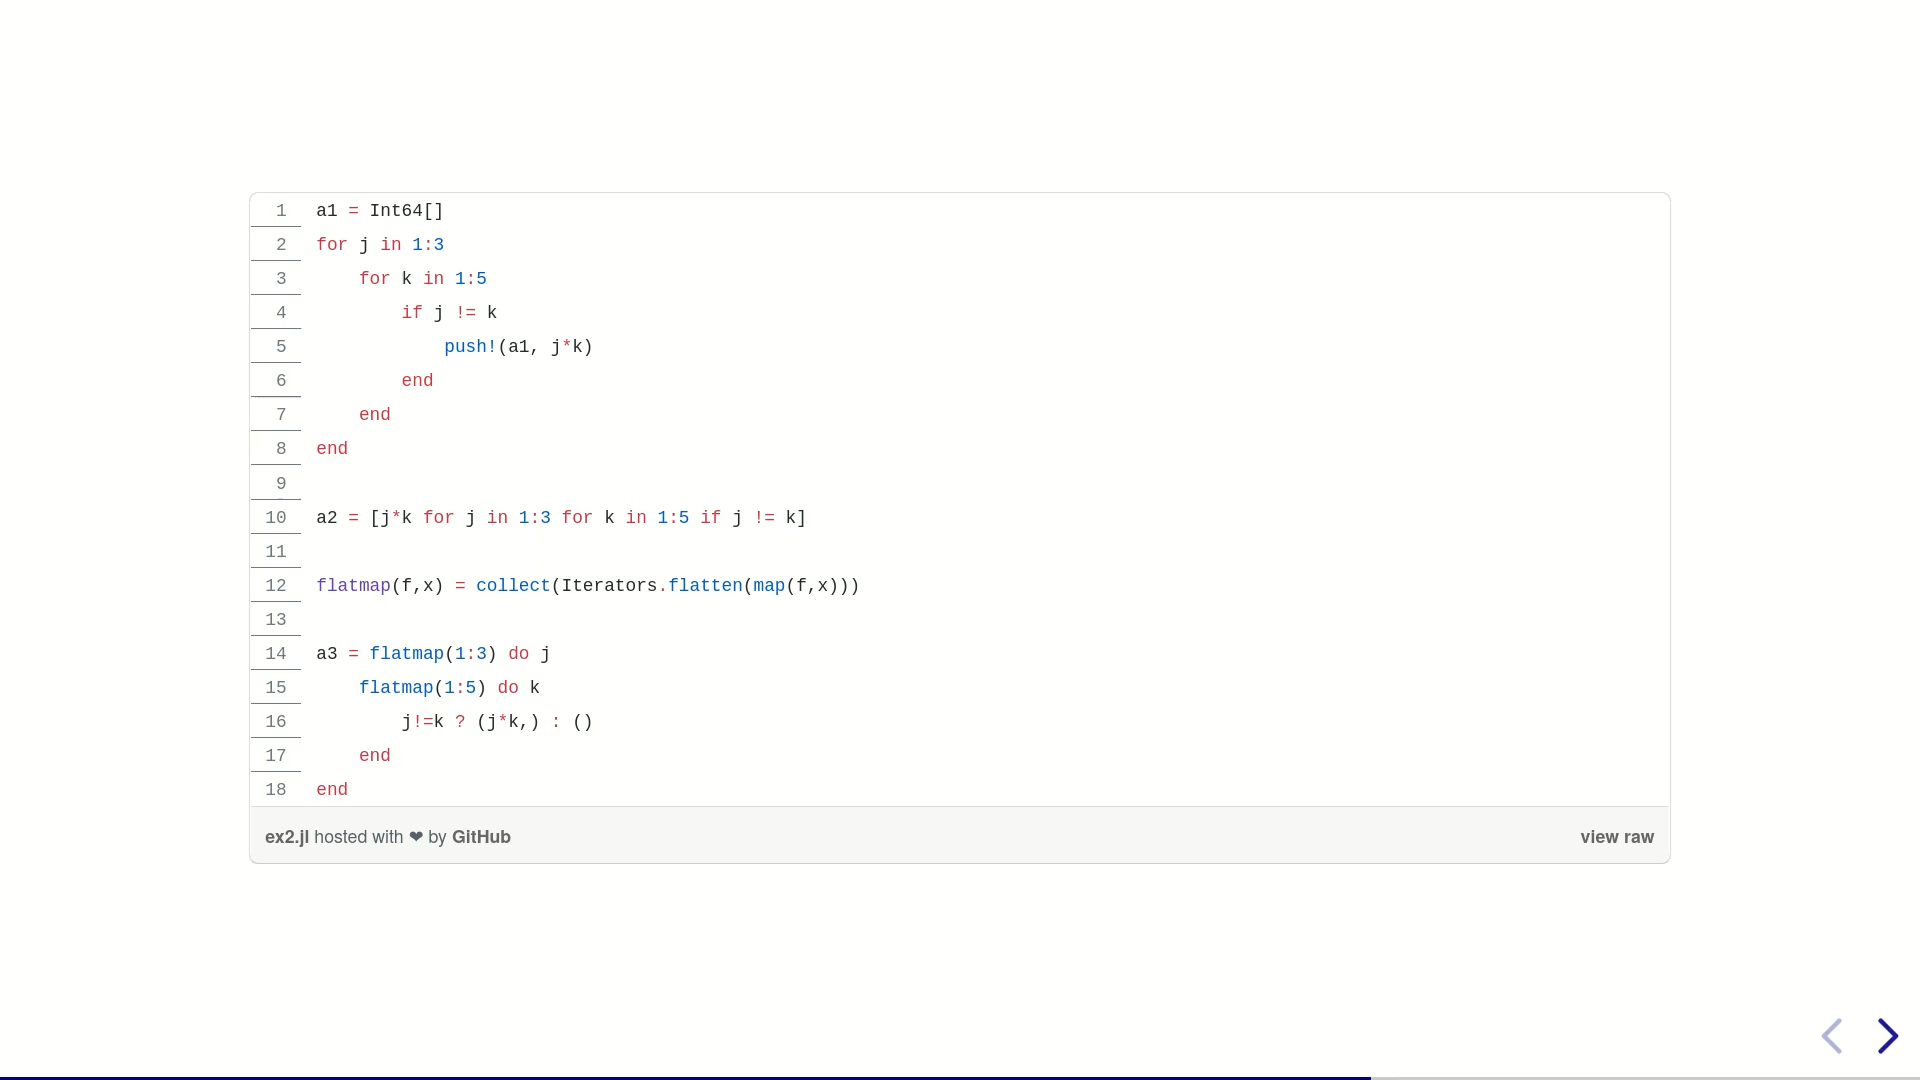 1 a1 = Int64[]
2 for j in 1:3
3     for k in 1:5
4         if j != k
5             push!(a1, j*k)
6         end
7     end
8 end
9
10 a2 = [j*k for j in 1:3 for k in 1:5 if j != k]
11
12 flatmap(f,x) = collect(Iterators.flatten(map(f,x)))
13
14 a3 = flatmap(1:3) do j
15     flatmap(1:5) do k
16         j!=k ? (j*k,) : ()
17     end
18 end
ex2.jl hosted with ❤ by GitHub view raw